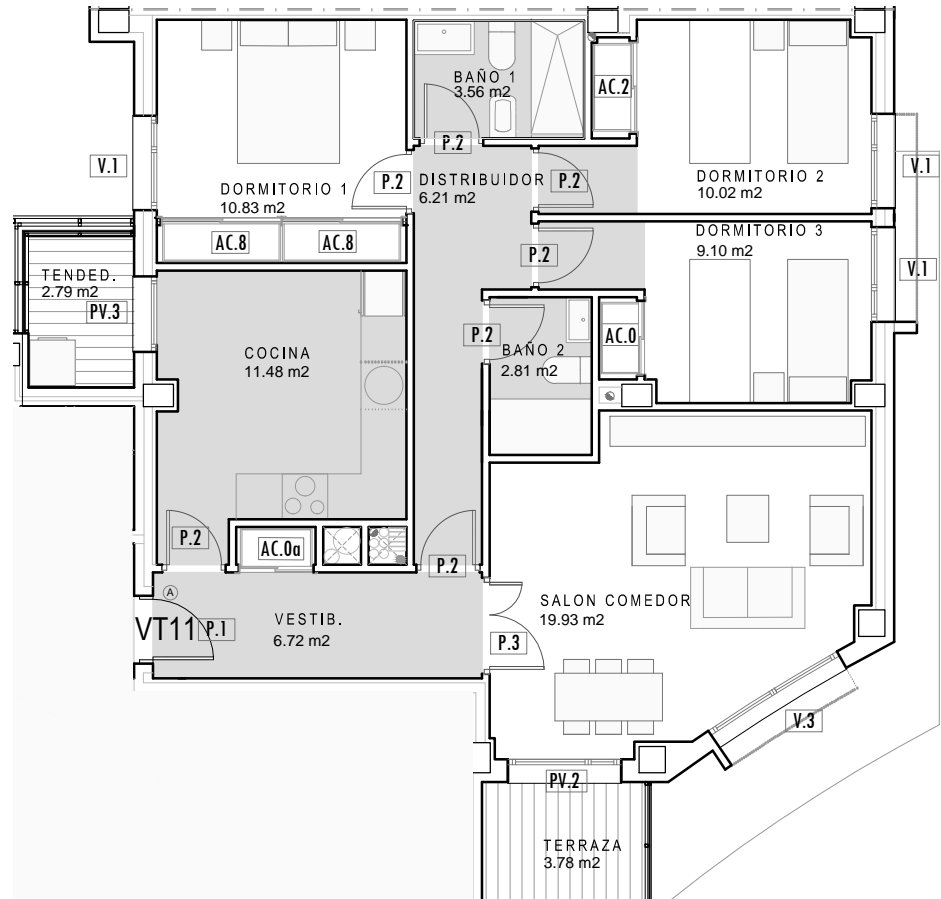 BAÑO 1
3.56 m2
AC.2
P.2
V.1
DORMITORIO 1
10.83 m2
P.2
DISTRIBUIDOR
6.21 m2
P.2
DORMITORIO 2
10.02 m2
V.1
AC.8
AC.8
P.2
DORMITORIO 3
9.10 m2
V.1
TENDED.
2.79 m2
PV.3
COCINA
11.48 m2
P.2
BAÑO 2
2.81 m2
AC.0
P.2
AC.0a
P.2
A
VT11
P.1
VESTIB.
6.72 m2
P.3
SALON COMEDOR
19.93 m2
V.3
PV.2
TERRAZA
3.78 m2